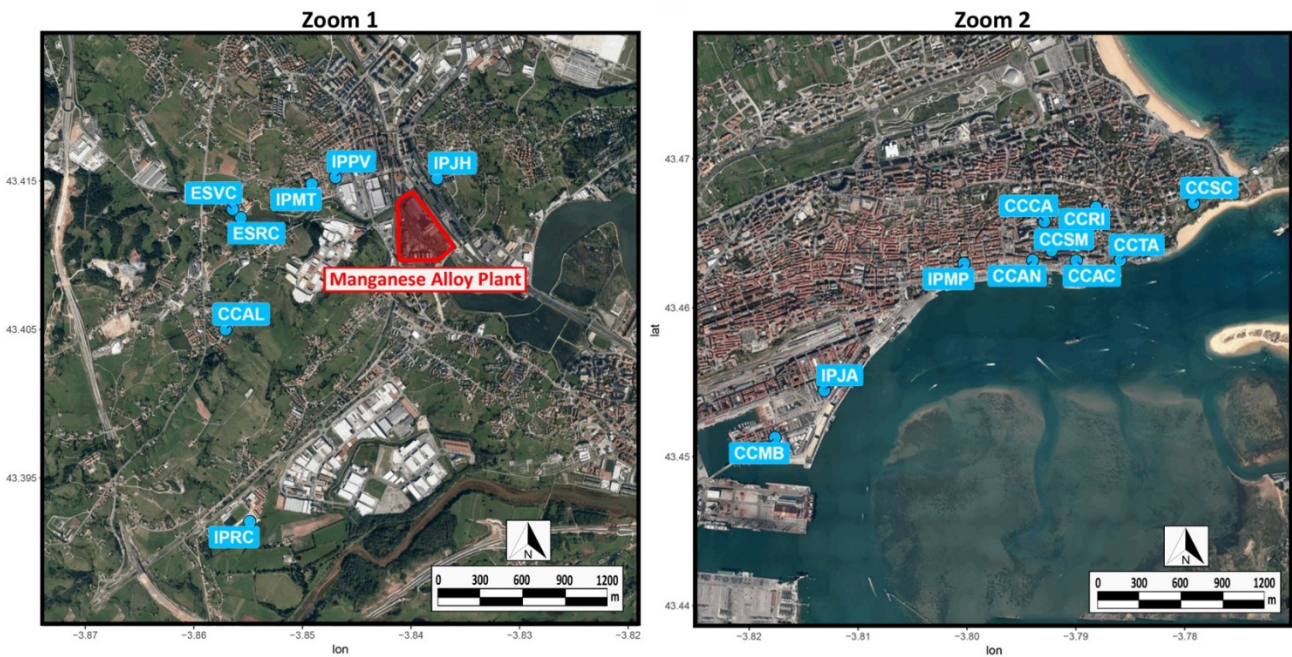 Zoom 1
Zoom 2
IPPV
IPJH
ESVC
IPMT
ESRC
Manganese Alloy Plant
CCAL
IPRC
43.415
43.405
43.395
N
0 300 600 900 1200
m
−3.87 −3.86 −3.85 −3.84 −3.83 −3.82
lon
lat
43.47
43.46
43.45
43.44
CCSC
CCCA
CCRI
CCSM
CCTA
IPMP
CCAN
CCAC
IPJA
CCMB
N
0 300 600 900 1200
m
−3.82 −3.81 −3.80 −3.79 −3.78
lon